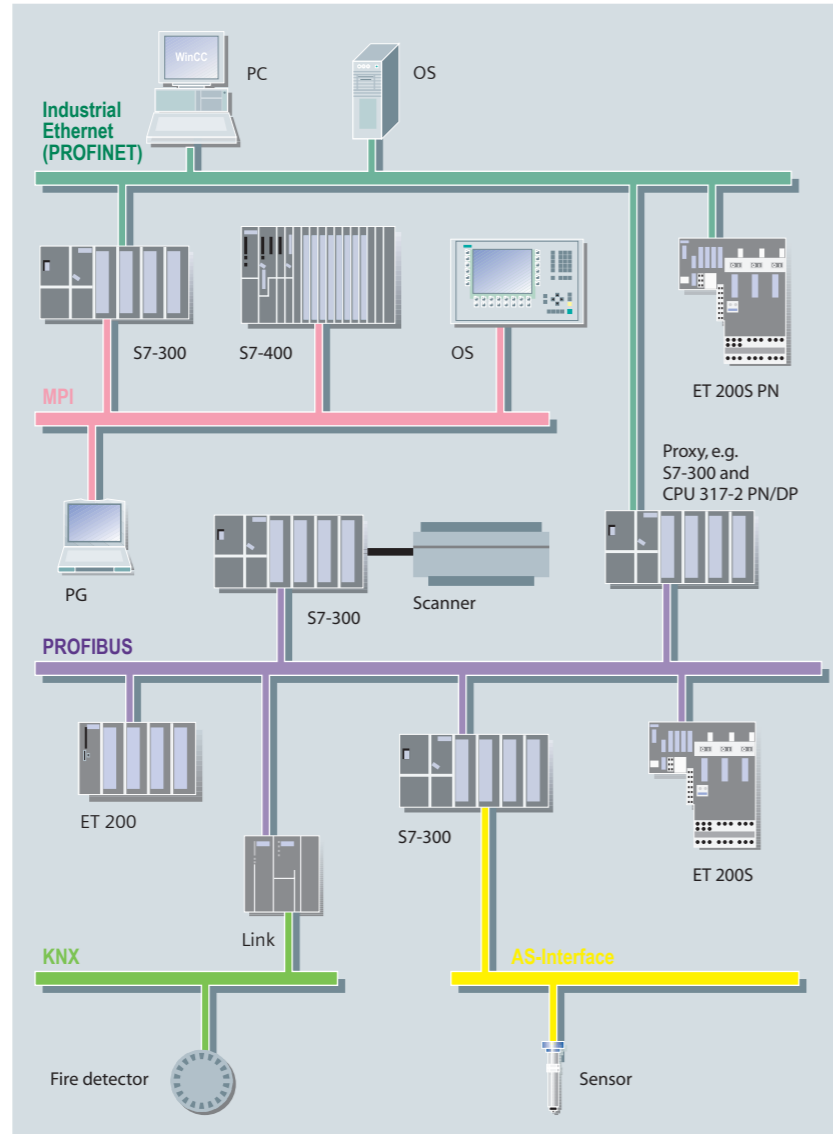 WinCC
PC
OS
Industrial
Ethernet
(PROFINET)
S7-300
S7-400
OS
ET 200S PN
MPI
Proxy, e.g.
S7-300 and
CPU 317-2 PN/DP
PG
S7-300
Scanner
PROFIBUS
ET 200
S7-300
ET 200S
Link
KNX
AS-Interface
Fire detector
Sensor